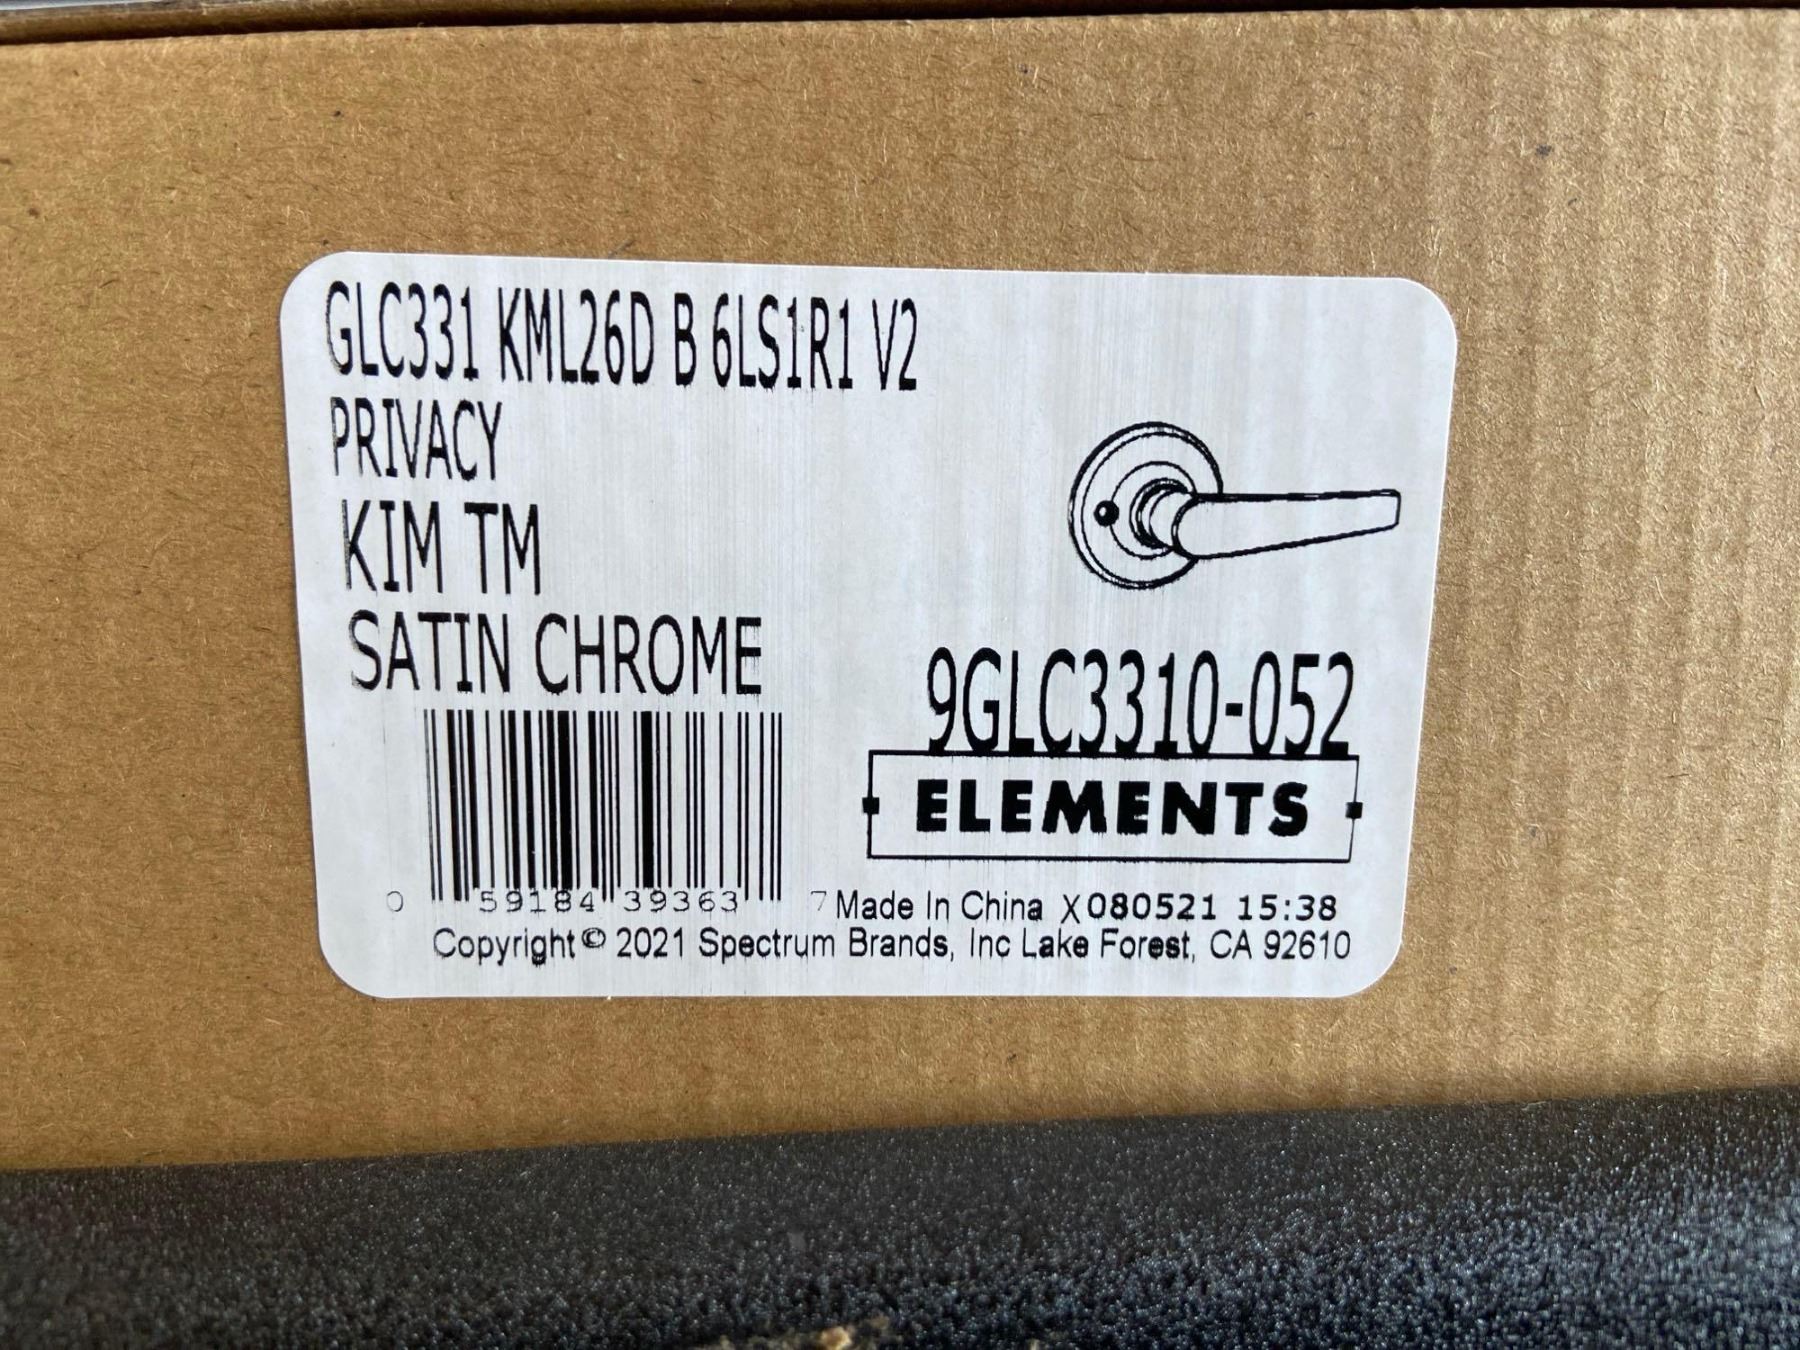 GLC331 KML26D B 6LS1R1 V2
PRIVACY
KIM TM
SATIN CHROME
9GLC3310-052
ELEMENTS
0 59184 39363 7
Made In China X080521 15:38
Copyright © 2021 Spectrum Brands, Inc Lake Forest, CA 92610